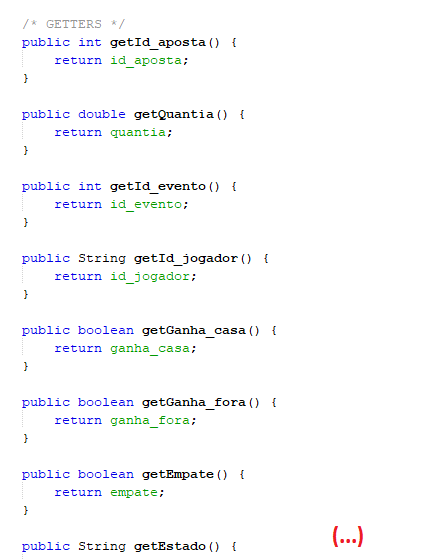 /* GETTERS */
public int getId_aposta() {
    return id_aposta;
}

public double getQuantia() {
    return quantia;
}

public int getId_evento() {
    return id_evento;
}

public String getId_jogador() {
    return id_jogador;
}

public boolean getGanha_casa() {
    return ganha_casa;
}

public boolean getGanha_fora() {
    return ganha_fora;
}

public boolean getEmpate() {
    return empate;
}

public String getEstado() {
(...)